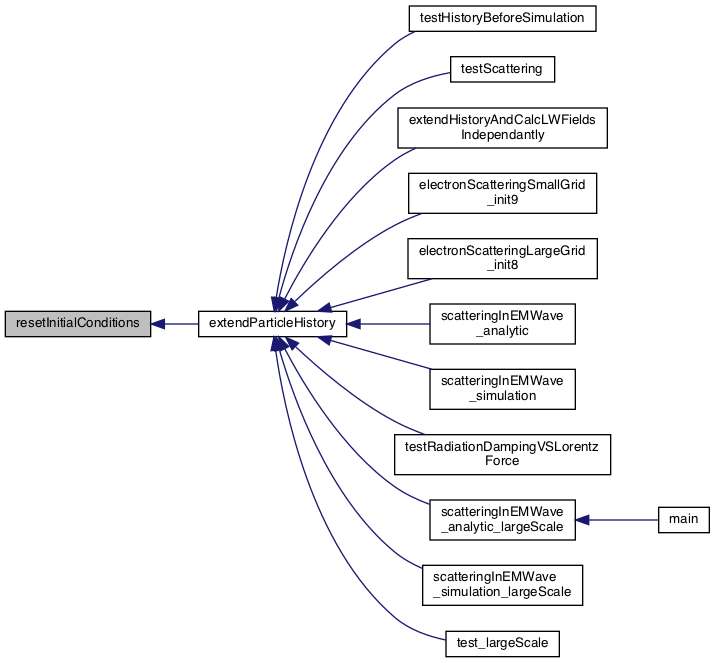 testHistoryBeforeSimulation
testScattering
extendHistoryAndCalcLWFields
Independantly
electronScatteringSmallGrid
_init9
electronScatteringLargeGrid
_init8
resetInitialConditions
extendParticleHistory
scatteringInEMWave
_analytic
scatteringInEMWave
_simulation
testRadiationDampingVSLorentz
Force
scatteringInEMWave
_analytic_largeScale
main
scatteringInEMWave
_simulation_largeScale
test_largeScale